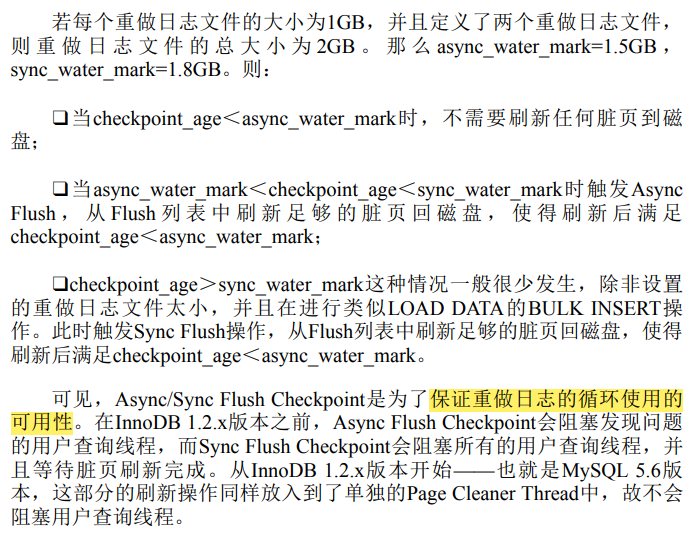 若每个重做日志文件的大小为1GB，并且定义了两个重做日志文件，
则重做日志文件的总大小为2GB。那么async_water_mark=1.5GB，
sync_water_mark=1.8GB。则：
❑当checkpoint_age＜async_water_mark时，不需要刷新任何脏页到磁
盘；
❑当async_water_mark＜checkpoint_age＜sync_water_mark时触发Async
Flush，从Flush列表中刷新足够的脏页回磁盘，使得刷新后满足
checkpoint_age＜async_water_mark；
❑checkpoint_age＞sync_water_mark这种情况一般很少发生，除非设置
的重做日志文件太小，并且在进行类似LOAD DATA的BULK INSERT操
作。此时触发Sync Flush操作，从Flush列表中刷新足够的脏页回磁盘，使得
刷新后满足checkpoint_age＜async_water_mark。
可见，Async/Sync Flush Checkpoint是为了保证重做日志的循环使用的
可用性。在InnoDB 1.2.x版本之前，Async Flush Checkpoint会阻塞发现问题
的用户查询线程，而Sync Flush Checkpoint会阻塞所有的用户查询线程，并
且等待脏页刷新完成。从InnoDB 1.2.x版本开始——也就是MySQL 5.6版
本，这部分的刷新操作同样放入到了单独的Page Cleaner Thread中，故不会
阻塞用户查询线程。